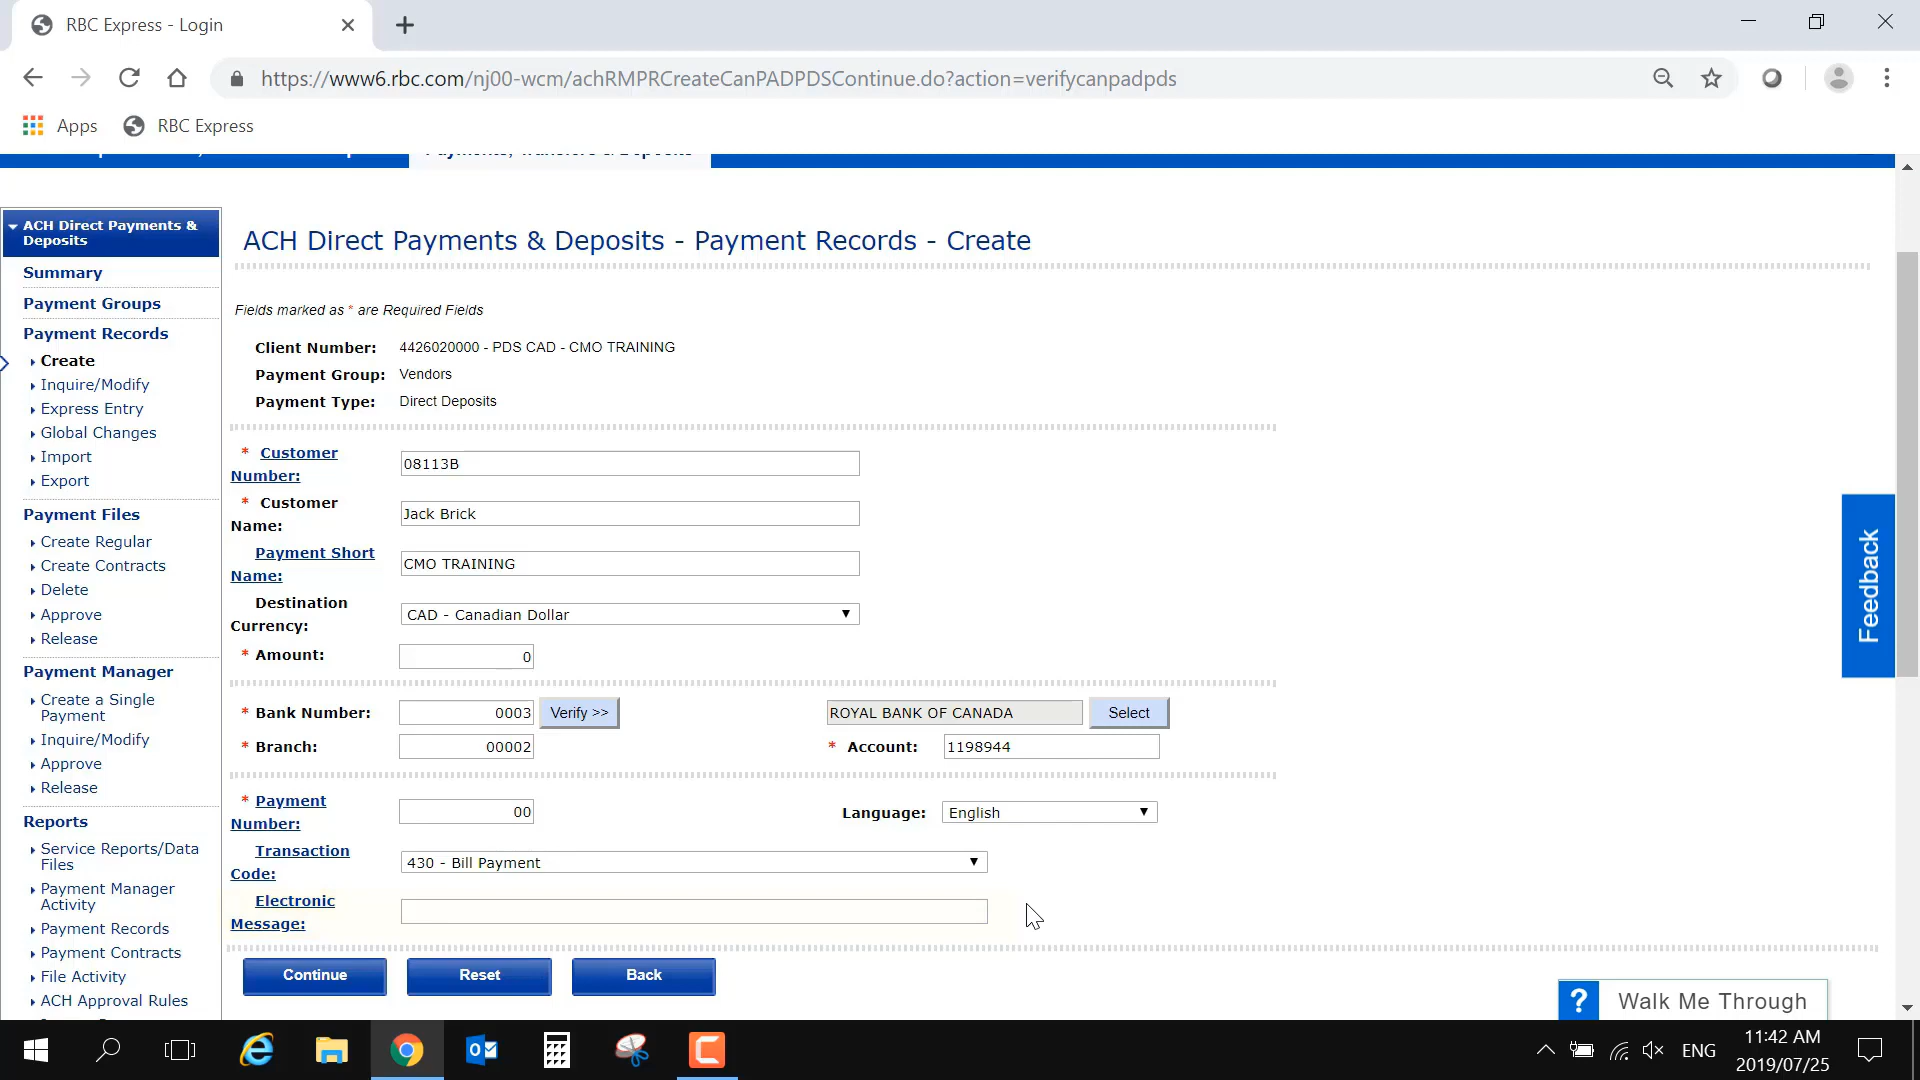 RBC Express - Login
https://www6.rbc.com/nj00-wcm/achRMPRCreateCanPADPDSContinue.do?action=verifycanpadpds
Apps
RBC Express
ACH Direct Payments &
Deposits
Summary
Payment Groups
Payment Records
Create
Inquire/Modify
Express Entry
Global Changes
Import
Export
Payment Files
Create Regular
Create Contracts
Delete
Approve
Release
Payment Manager
Create a Single
Payment
Inquire/Modify
Approve
Release
Reports
Service Reports/Data
Files
Payment Manager
Activity
Payment Records
Payment Contracts
File Activity
ACH Approval Rules
ACH Direct Payments & Deposits - Payment Records - Create
Fields marked as * are Required Fields
Client Number: 4426020000 - PDS CAD - CMO TRAINING
Payment Group: Vendors
Payment Type: Direct Deposits
* Customer
Number: 08113B
* Customer
Name: Jack Brick
Payment Short
Name: CMO TRAINING
Destination
Currency: CAD - Canadian Dollar
* Amount: 0
* Bank Number: 0003 Verify >> ROYAL BANK OF CANADA Select
* Branch: 00002 * Account: 1198944
* Payment
Number: 00 Language: English
Transaction
Code: 430 - Bill Payment
Electronic
Message:
Continue Reset Back
Feedback
? Walk Me Through
ENG
11:42 AM
2019/07/25